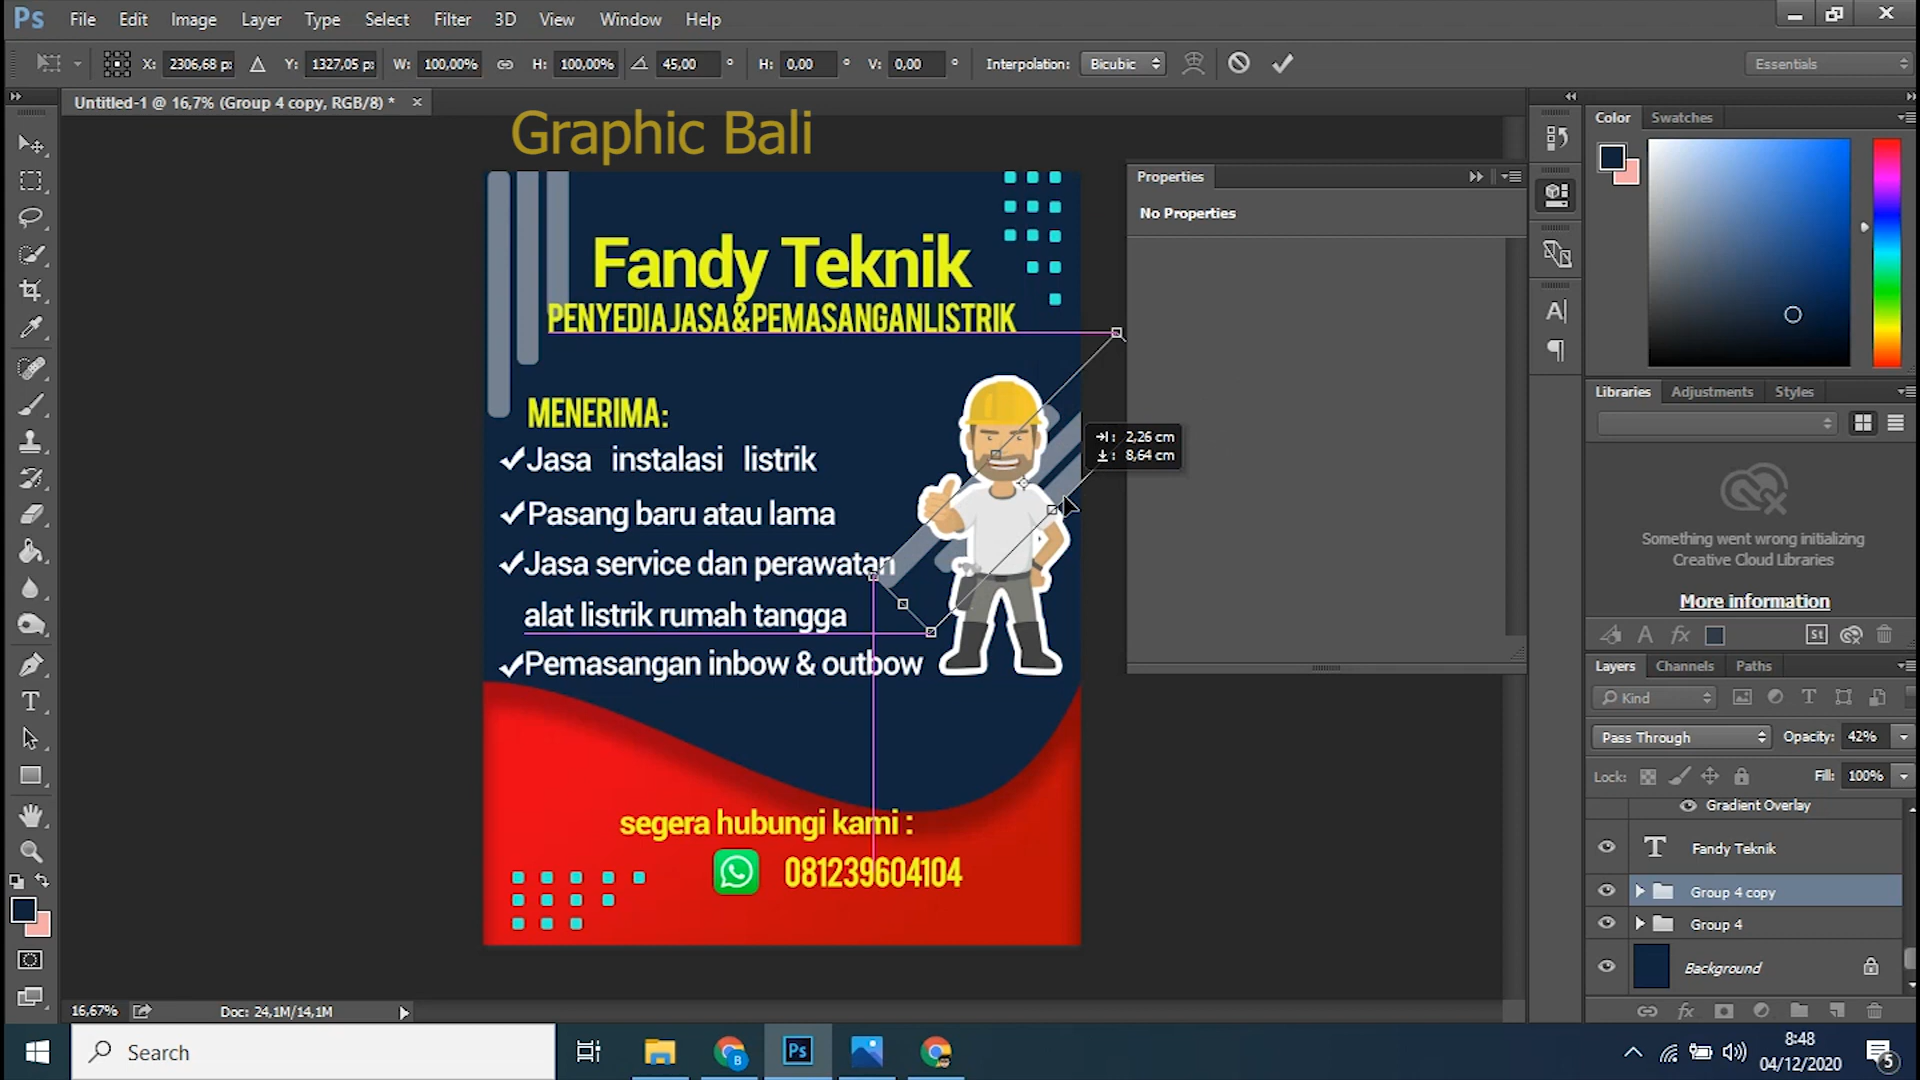 Ps File Edit Image Layer Type Select Filter 3D View Window Help
X: 2306,68 p: Y: 1327,05 p: W: 100,00% H: 100,00% 45,00 ° H: 0,00 ° V: 0,00 ° Interpolation: Bicubic Essentials
Untitled-1 @ 16,7% (Group 4 copy, RGB/8) * ×
Graphic Bali
Fandy Teknik
PENYEDIA JASA & PEMASANGAN LISTRIK
MENERIMA:
Jasa instalasi listrik
Pasang baru atau lama
Jasa service dan perawatan
alat listrik rumah tangga
Pemasangan inbow & outbow
segera hubungi kami :
081239604104
2,26 cm
8,64 cm
Properties
No Properties
Color Swatches
Libraries Adjustments Styles
Something went wrong initializing
Creative Cloud Libraries
More information
A fx St
Layers Channels Paths
Kind
Pass Through Opacity: 42%
Lock: Fill: 100%
Gradient Overlay
T Fandy Teknik
Group 4 copy
Group 4
Background
fx
16,67% Doc: 24,1M/14,1M
Search
B
Ps
8:48
04/12/2020
5